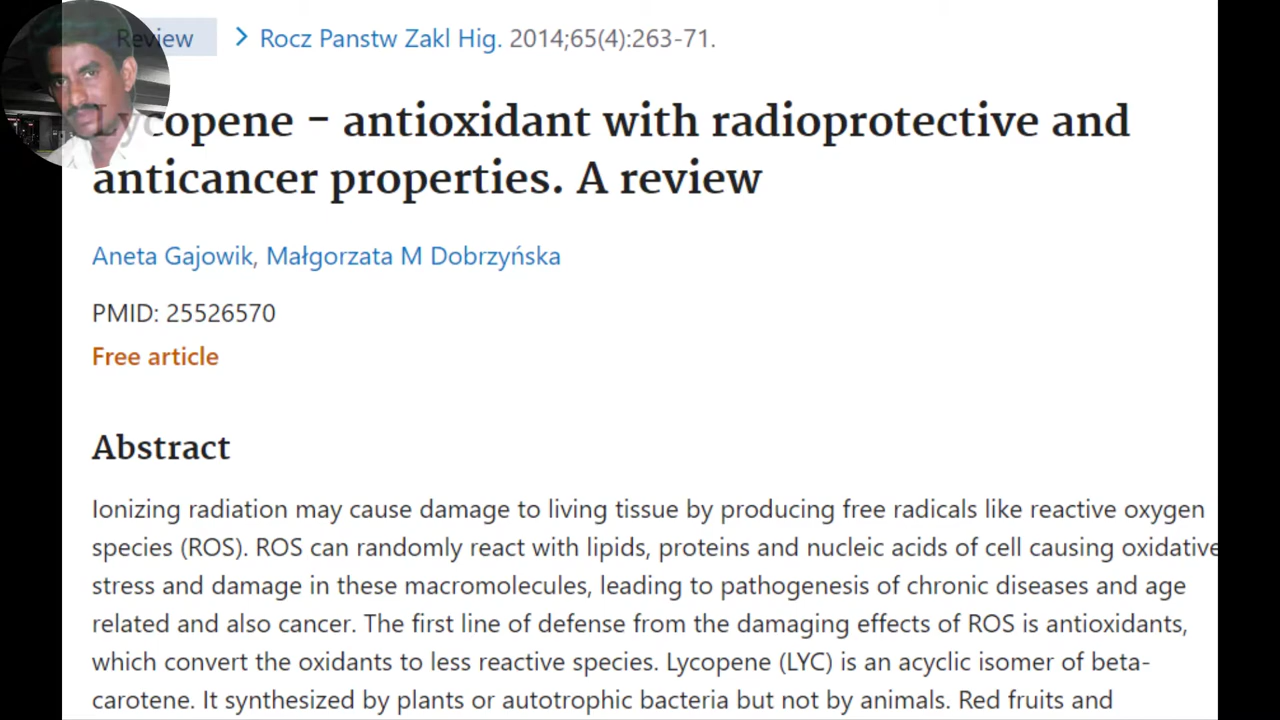 Review > Rocz Panstw Zakl Hig. 2014;65(4):263-71.
Lycopene - antioxidant with radioprotective and
anticancer properties. A review
Aneta Gajowik, Małgorzata M Dobrzyńska
PMID: 25526570
Free article
Abstract
Ionizing radiation may cause damage to living tissue by producing free radicals like reactive oxygen
species (ROS). ROS can randomly react with lipids, proteins and nucleic acids of cell causing oxidative
stress and damage in these macromolecules, leading to pathogenesis of chronic diseases and age
related and also cancer. The first line of defense from the damaging effects of ROS is antioxidants,
which convert the oxidants to less reactive species. Lycopene (LYC) is an acyclic isomer of beta-
carotene. It synthesized by plants or autotrophic bacteria but not by animals. Red fruits and